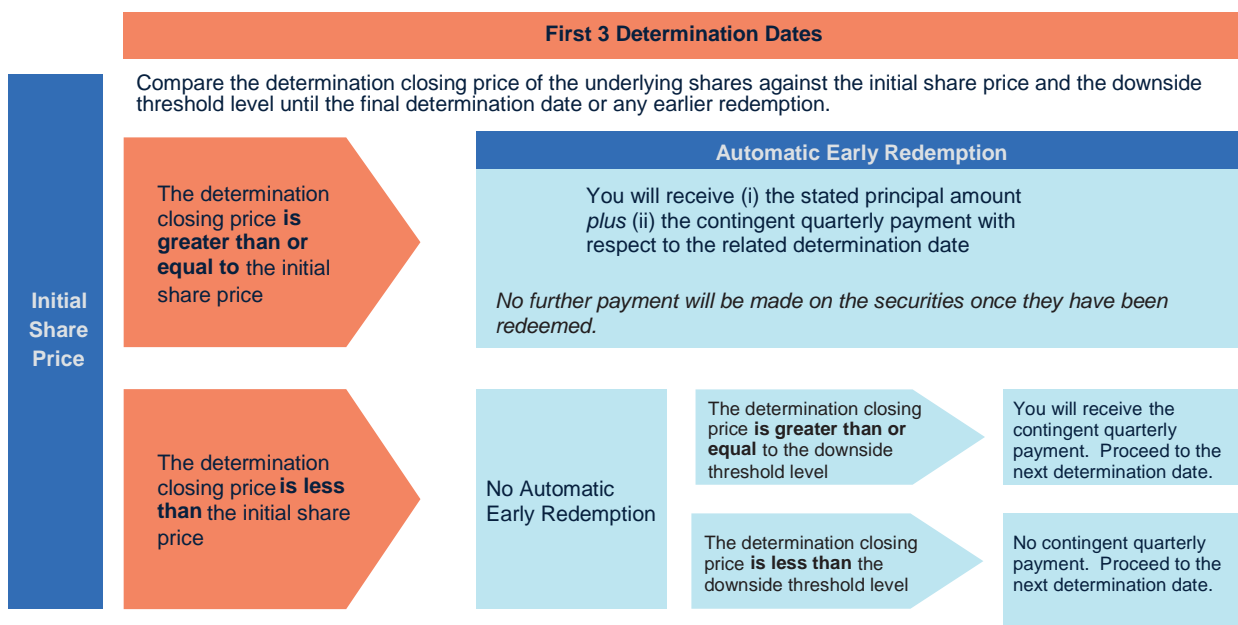 First 3 Determination Dates
Compare the determination closing price of the underlying shares against the initial share price and the downside
threshold level until the final determination date or any earlier redemption.
Initial
Share
Price
The determination
closing price is
greater than or
equal to the initial
share price
Automatic Early Redemption
You will receive (i) the stated principal amount
plus (ii) the contingent quarterly payment with
respect to the related determination date
No further payment will be made on the securities once they have been
redeemed.
The determination
closing price is less
than the initial share
price
No Automatic
Early Redemption
The determination closing
price is greater than or
equal to the downside
threshold level
You will receive the
contingent quarterly
payment. Proceed to the
next determination date.
The determination closing
price is less than the
downside threshold level
No contingent quarterly
payment. Proceed to the
next determination date.